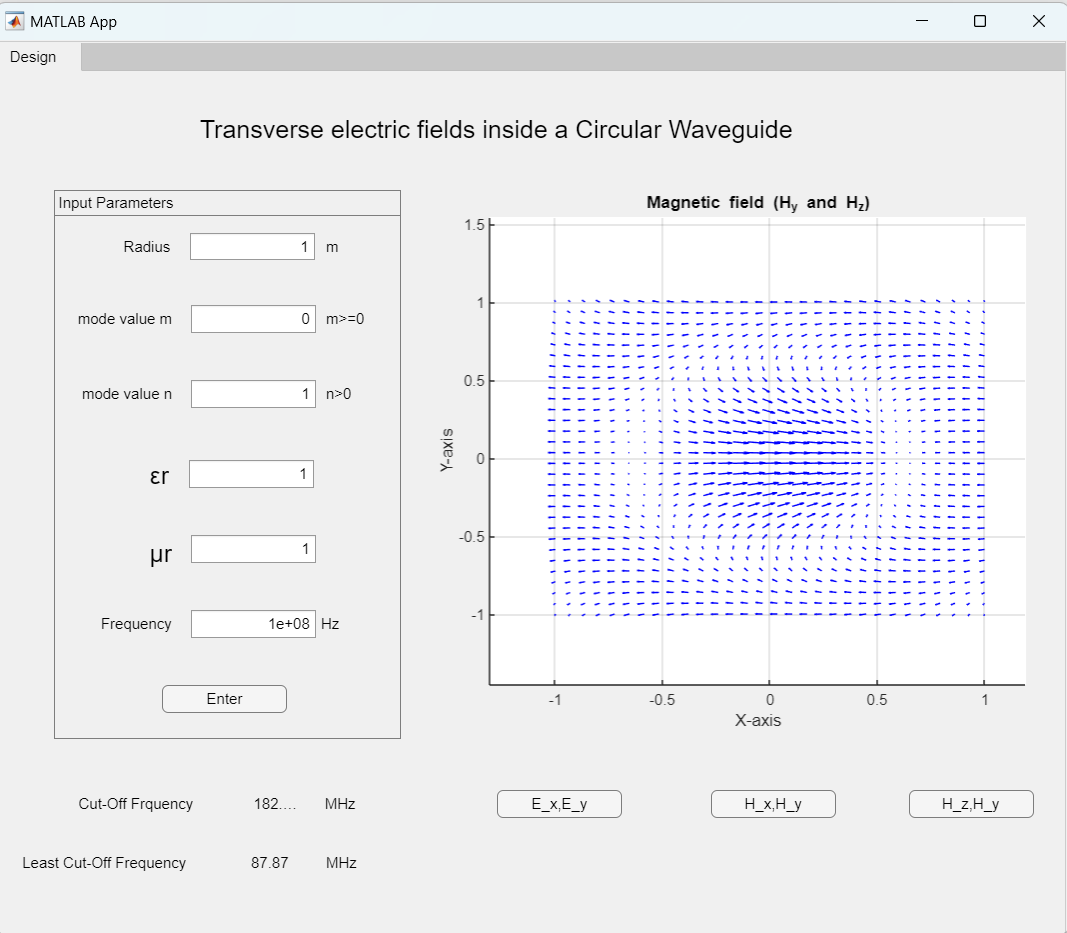 MATLAB App
Design
Transverse electric fields inside a Circular Waveguide
Input Parameters
Radius 1 m
mode value m 0 m>=0
mode value n 1 n>0
εr 1
μr 1
Frequency 1e+08 Hz
Enter
Cut-Off Frquency 182.... MHz
Least Cut-Off Frequency 87.87 MHz
Magnetic field (Hy and Hz)
1.5
1
0.5
0
-0.5
-1
Y-axis
-1 -0.5 0 0.5 1
X-axis
E_x,E_y H_x,H_y H_z,H_y